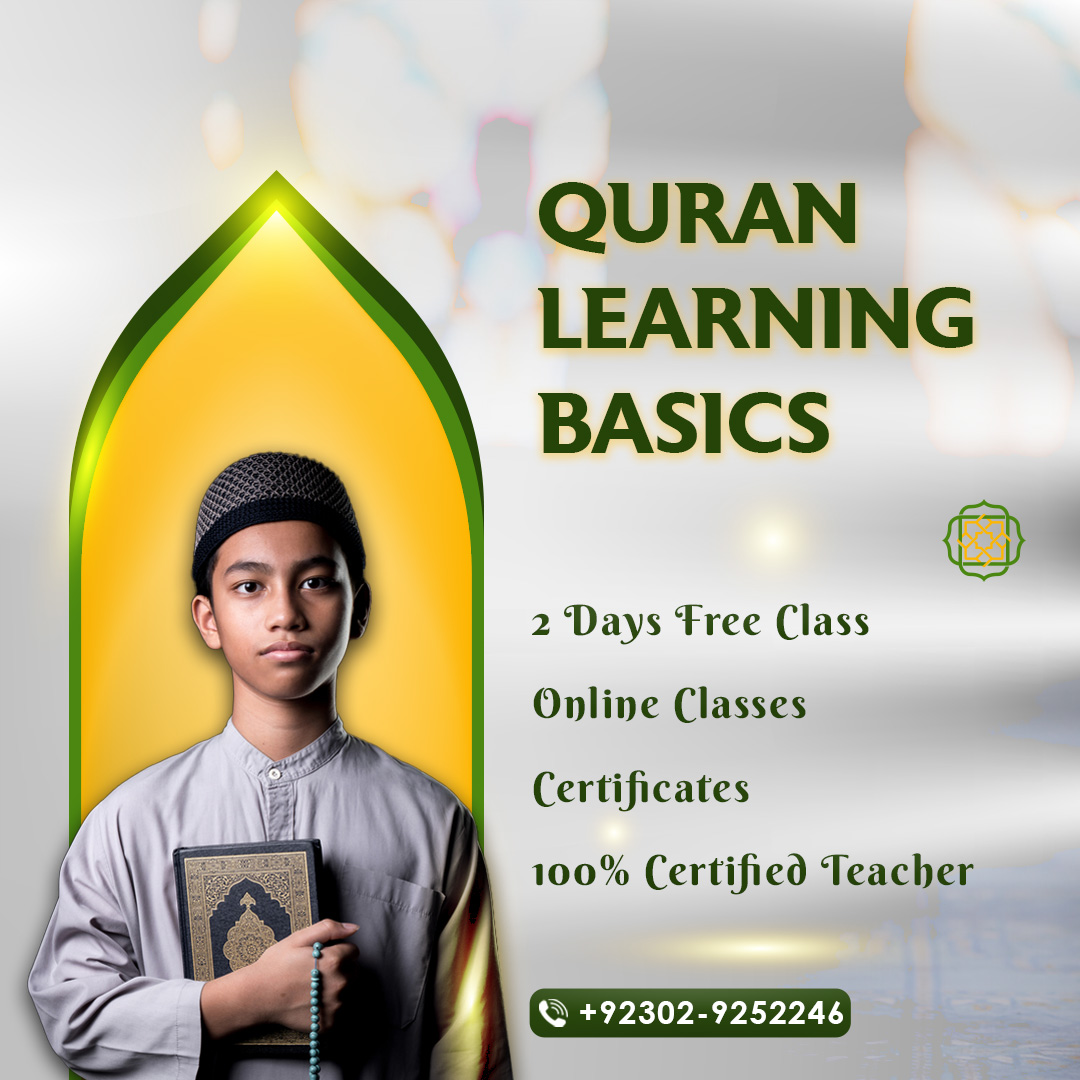 QURAN
LEARNING
BASICS
2 Days Free Class
Online Classes
Certificates
100% Certified Teacher
+92302-9252246